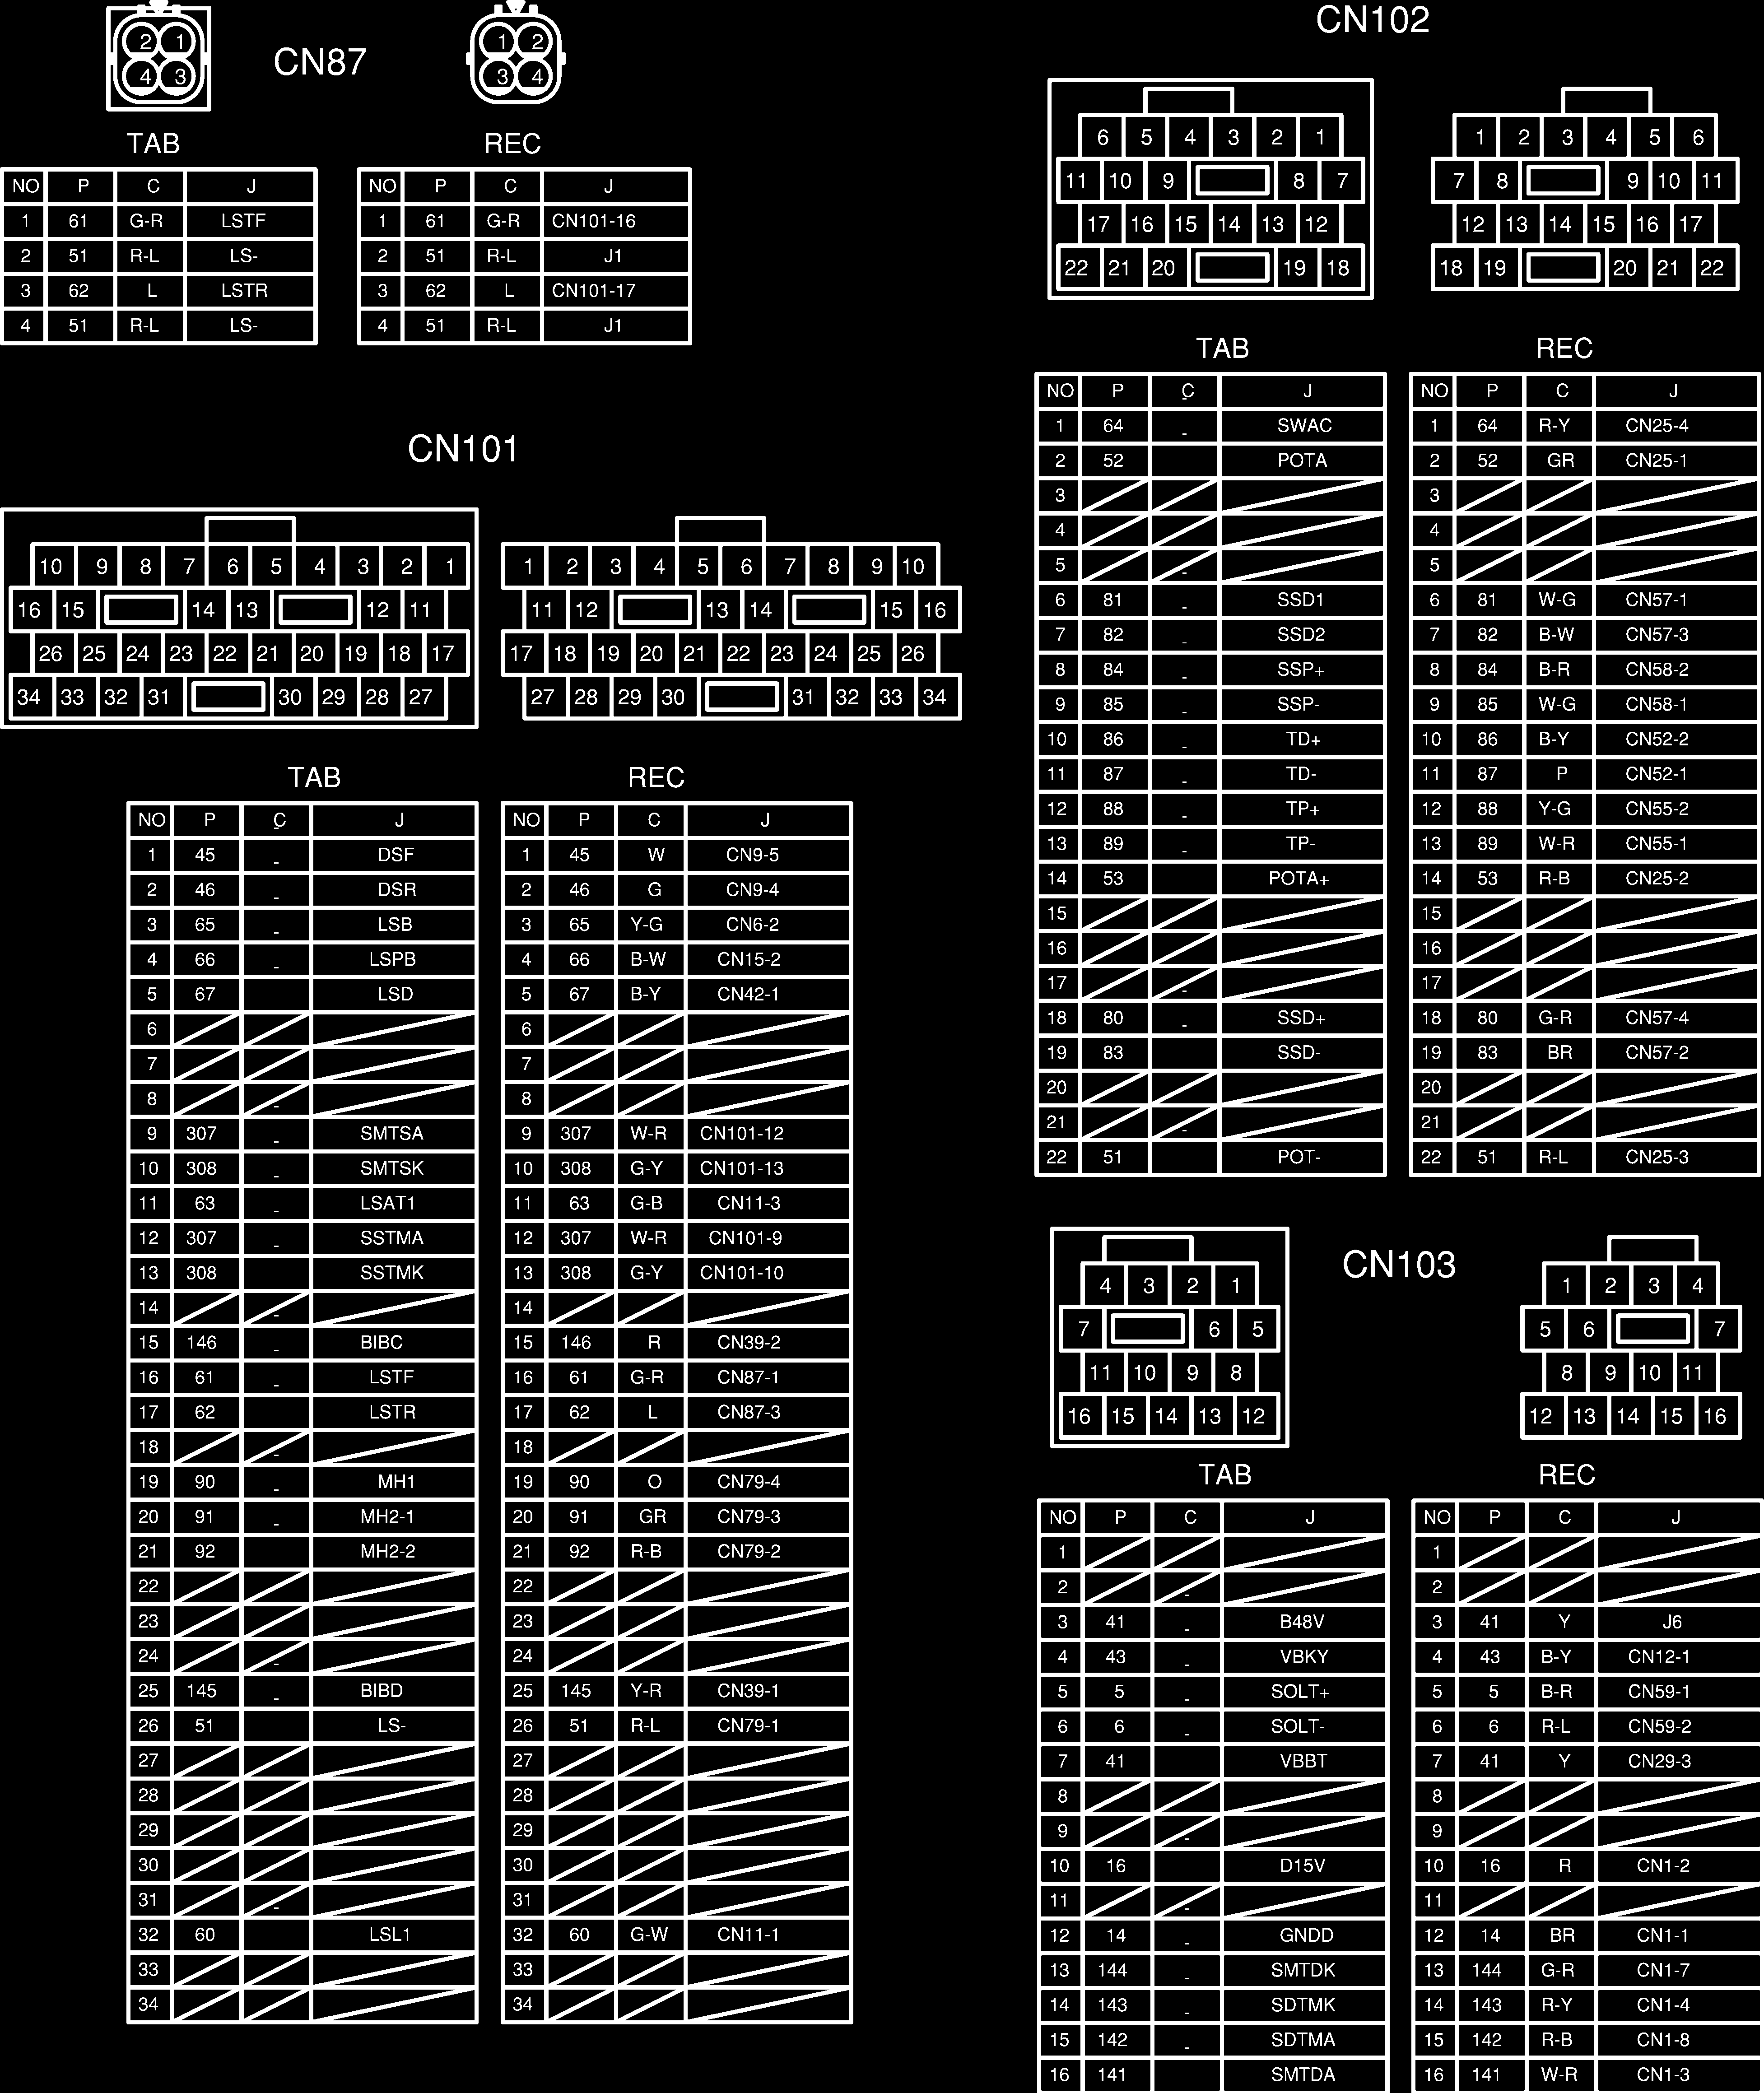 CN87
2 1
4 3
1 2
3 4
TAB
NO P C J
1 61 G-R LSTF
2 51 R-L LS-
3 62 L LSTR
4 51 R-L LS-
REC
NO P C J
1 61 G-R CN101-16
2 51 R-L J1
3 62 L CN101-17
4 51 R-L J1
CN101
10 9 8 7 6 5 4 3 2 1
16 15 14 13 12 11
26 25 24 23 22 21 20 19 18 17
34 33 32 31 30 29 28 27
1 2 3 4 5 6 7 8 9 10
11 12 13 14 15 16
17 18 19 20 21 22 23 24 25 26
27 28 29 30 31 32 33 34
TAB
NO P C J
1 45 - DSF
2 46 - DSR
3 65 - LSB
4 66 - LSPB
5 67 LSD
6
7
8 -
9 307 - SMTSA
10 308 - SMTSK
11 63 - LSAT1
12 307 - SSTMA
13 308 SSTMK
14 -
15 146 - BIBC
16 61 - LSTF
17 62 LSTR
18 -
19 90 - MH1
20 91 - MH2-1
21 92 MH2-2
22
23
24 -
25 145 - BIBD
26 51 LS-
27
28
29
30
31 -
32 60 LSL1
33
34
REC
NO P C J
1 45 W CN9-5
2 46 G CN9-4
3 65 Y-G CN6-2
4 66 B-W CN15-2
5 67 B-Y CN42-1
6
7
8
9 307 W-R CN101-12
10 308 G-Y CN101-13
11 63 G-B CN11-3
12 307 W-R CN101-9
13 308 G-Y CN101-10
14
15 146 R CN39-2
16 61 G-R CN87-1
17 62 L CN87-3
18
19 90 O CN79-4
20 91 GR CN79-3
21 92 R-B CN79-2
22
23
24
25 145 Y-R CN39-1
26 51 R-L CN79-1
27
28
29
30
31
32 60 G-W CN11-1
33
34
CN102
6 5 4 3 2 1
11 10 9 8 7
17 16 15 14 13 12
22 21 20 19 18
1 2 3 4 5 6
7 8 9 10 11
12 13 14 15 16 17
18 19 20 21 22
TAB
NO P C J
1 64 - SWAC
2 52 POTA
3
4
5 -
6 81 - SSD1
7 82 - SSD2
8 84 - SSP+
9 85 - SSP-
10 86 - TD+
11 87 - TD-
12 88 - TP+
13 89 - TP-
14 53 POTA+
15
16
17 -
18 80 - SSD+
19 83 SSD-
20
21 -
22 51 POT-
REC
NO P C J
1 64 R-Y CN25-4
2 52 GR CN25-1
3
4
5
6 81 W-G CN57-1
7 82 B-W CN57-3
8 84 B-R CN58-2
9 85 W-G CN58-1
10 86 B-Y CN52-2
11 87 P CN52-1
12 88 Y-G CN55-2
13 89 W-R CN55-1
14 53 R-B CN25-2
15
16
17
18 80 G-R CN57-4
19 83 BR CN57-2
20
21
22 51 R-L CN25-3
CN103
4 3 2 1
7 6 5
11 10 9 8
16 15 14 13 12
1 2 3 4
5 6 7
8 9 10 11
12 13 14 15 16
TAB
NO P C J
1
2 -
3 41 - B48V
4 43 - VBKY
5 5 - SOLT+
6 6 - SOLT-
7 41 VBBT
8
9 -
10 16 D15V
11 -
12 14 - GNDD
13 144 - SMTDK
14 143 - SDTMK
15 142 - SDTMA
16 141 SMTDA
REC
NO P C J
1
2
3 41 Y J6
4 43 B-Y CN12-1
5 5 B-R CN59-1
6 6 R-L CN59-2
7 41 Y CN29-3
8
9
10 16 R CN1-2
11
12 14 BR CN1-1
13 144 G-R CN1-7
14 143 R-Y CN1-4
15 142 R-B CN1-8
16 141 W-R CN1-3